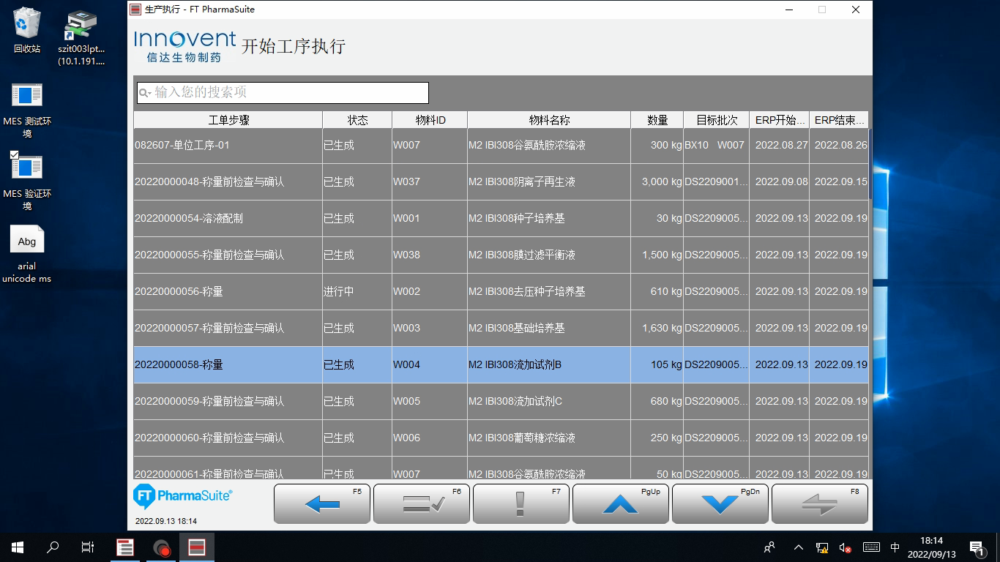 回收站
szit003lpt...
(10.1.191....
MES 测试环
境
MES 验证环
境
Abg
arial
unicode ms
生产执行 - FT PharmaSuite
Innovent
信达生物制药
开始工序执行
输入您的搜索项
工单步骤 状态 物料ID 物料名称 数量 目标批次 ERP开始... ERP结束...
082607-单位工序-01 已生成 W007 M2 IBI308谷氨酰胺浓缩液 300 kg BX10 W007 2022.08.27 2022.08.26
20220000048-称量前检查与确认 已生成 W037 M2 IBI308阴离子再生液 3,000 kg DS2209001... 2022.09.08 2022.09.15
20220000054-溶液配制 已生成 W001 M2 IBI308种子培养基 30 kg DS2209005... 2022.09.13 2022.09.19
20220000055-称量前检查与确认 已生成 W038 M2 IBI308膜过滤平衡液 1,500 kg DS2209005... 2022.09.13 2022.09.19
20220000056-称量 进行中 W002 M2 IBI308去压种子培养基 610 kg DS2209005... 2022.09.13 2022.09.19
20220000057-称量前检查与确认 已生成 W003 M2 IBI308基础培养基 1,630 kg DS2209005... 2022.09.13 2022.09.19
20220000058-称量 已生成 W004 M2 IBI308流加试剂B 105 kg DS2209005... 2022.09.13 2022.09.19
20220000059-称量前检查与确认 已生成 W005 M2 IBI308流加试剂C 680 kg DS2209005... 2022.09.13 2022.09.19
20220000060-称量前检查与确认 已生成 W006 M2 IBI308葡萄糖浓缩液 250 kg DS2209005... 2022.09.13 2022.09.19
20220000061-称量前检查与确认 已生成 W007 M2 IBI308谷氨酰胺浓缩液 50 kg DS2209005... 2022.09.13 2022.09.19
FT PharmaSuite®
2022.09.13 18:14
F5 F6 F7 PgUp PgDn F8
中
18:14
2022/09/13
1